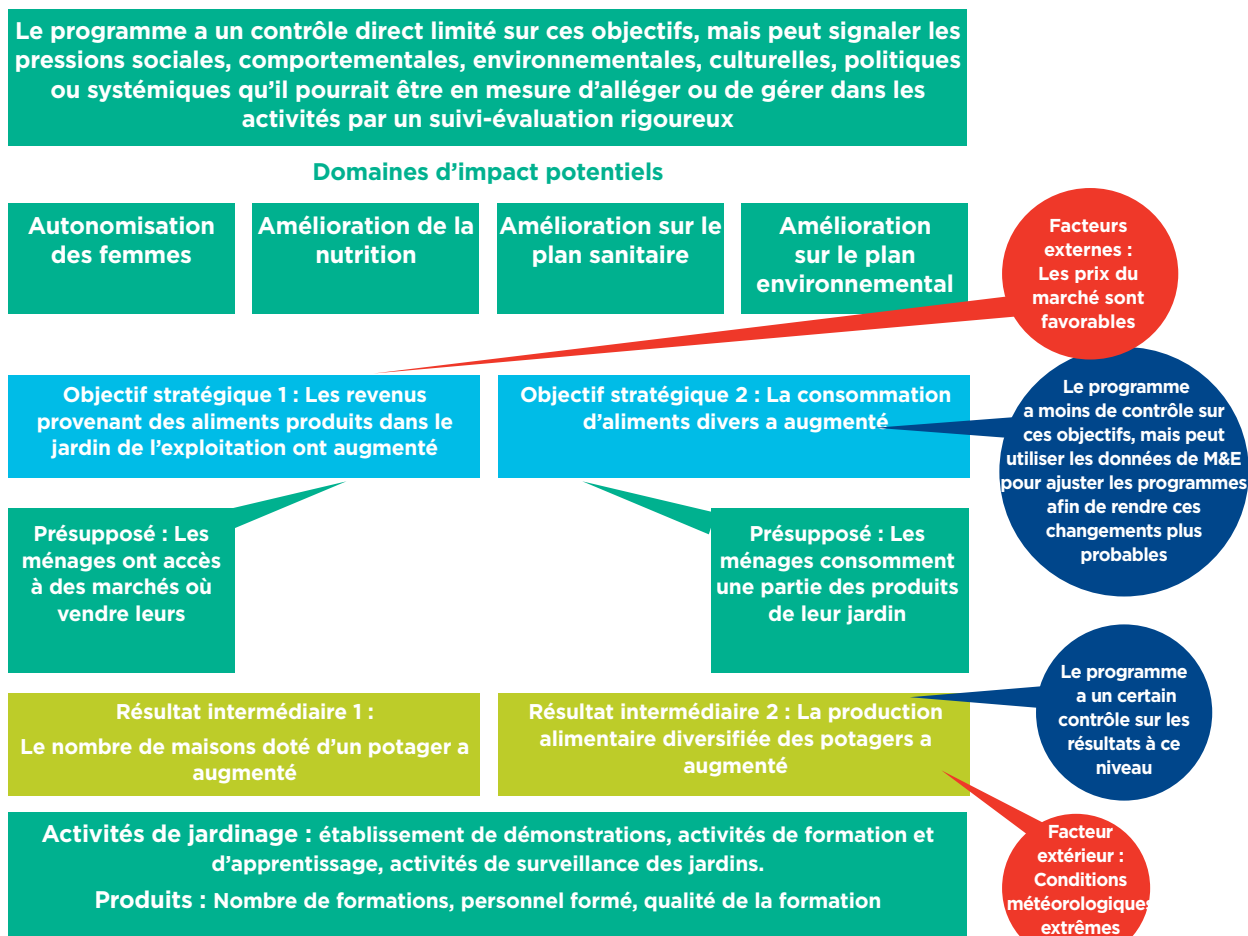 Le programme a un contrôle direct limité sur ces objectifs, mais peut signaler les
pressions sociales, comportementales, environnementales, culturelles, politiques
ou systémiques qu'il pourrait être en mesure d'alléger ou de gérer dans les
activités par un suivi-évaluation rigoureux
Domaines d'impact potentiels
Autonomisation
des femmes
Amélioration de la
nutrition
Amélioration sur le
plan sanitaire
Amélioration
sur le plan
environnemental
Facteurs
externes :
Les prix du
marché sont
favorables
Objectif stratégique 1 : Les revenus
provenant des aliments produits dans le
jardin de l'exploitation ont augmenté
Objectif stratégique 2 : La consommation
d'aliments divers a augmenté
Le programme
a moins de contrôle sur
ces objectifs, mais peut
utiliser les données de M&E
pour ajuster les programmes
afin de rendre ces
changements plus
probables
Présupposé : Les
ménages ont accès
à des marchés où
vendre leurs
Présupposé : Les
ménages consomment
une partie des produits
de leur jardin
Le programme
a un certain
contrôle sur les
résultats à ce
niveau
Résultat intermédiaire 1 :
Le nombre de maisons doté d'un potager a
augmenté
Résultat intermédiaire 2 : La production
alimentaire diversifiée des potagers a
augmenté
Activités de jardinage : établissement de démonstrations, activités de formation et
d'apprentissage, activités de surveillance des jardins.
Produits : Nombre de formations, personnel formé, qualité de la formation
Facteur
extérieur :
Conditions
météorologiques
extrêmes